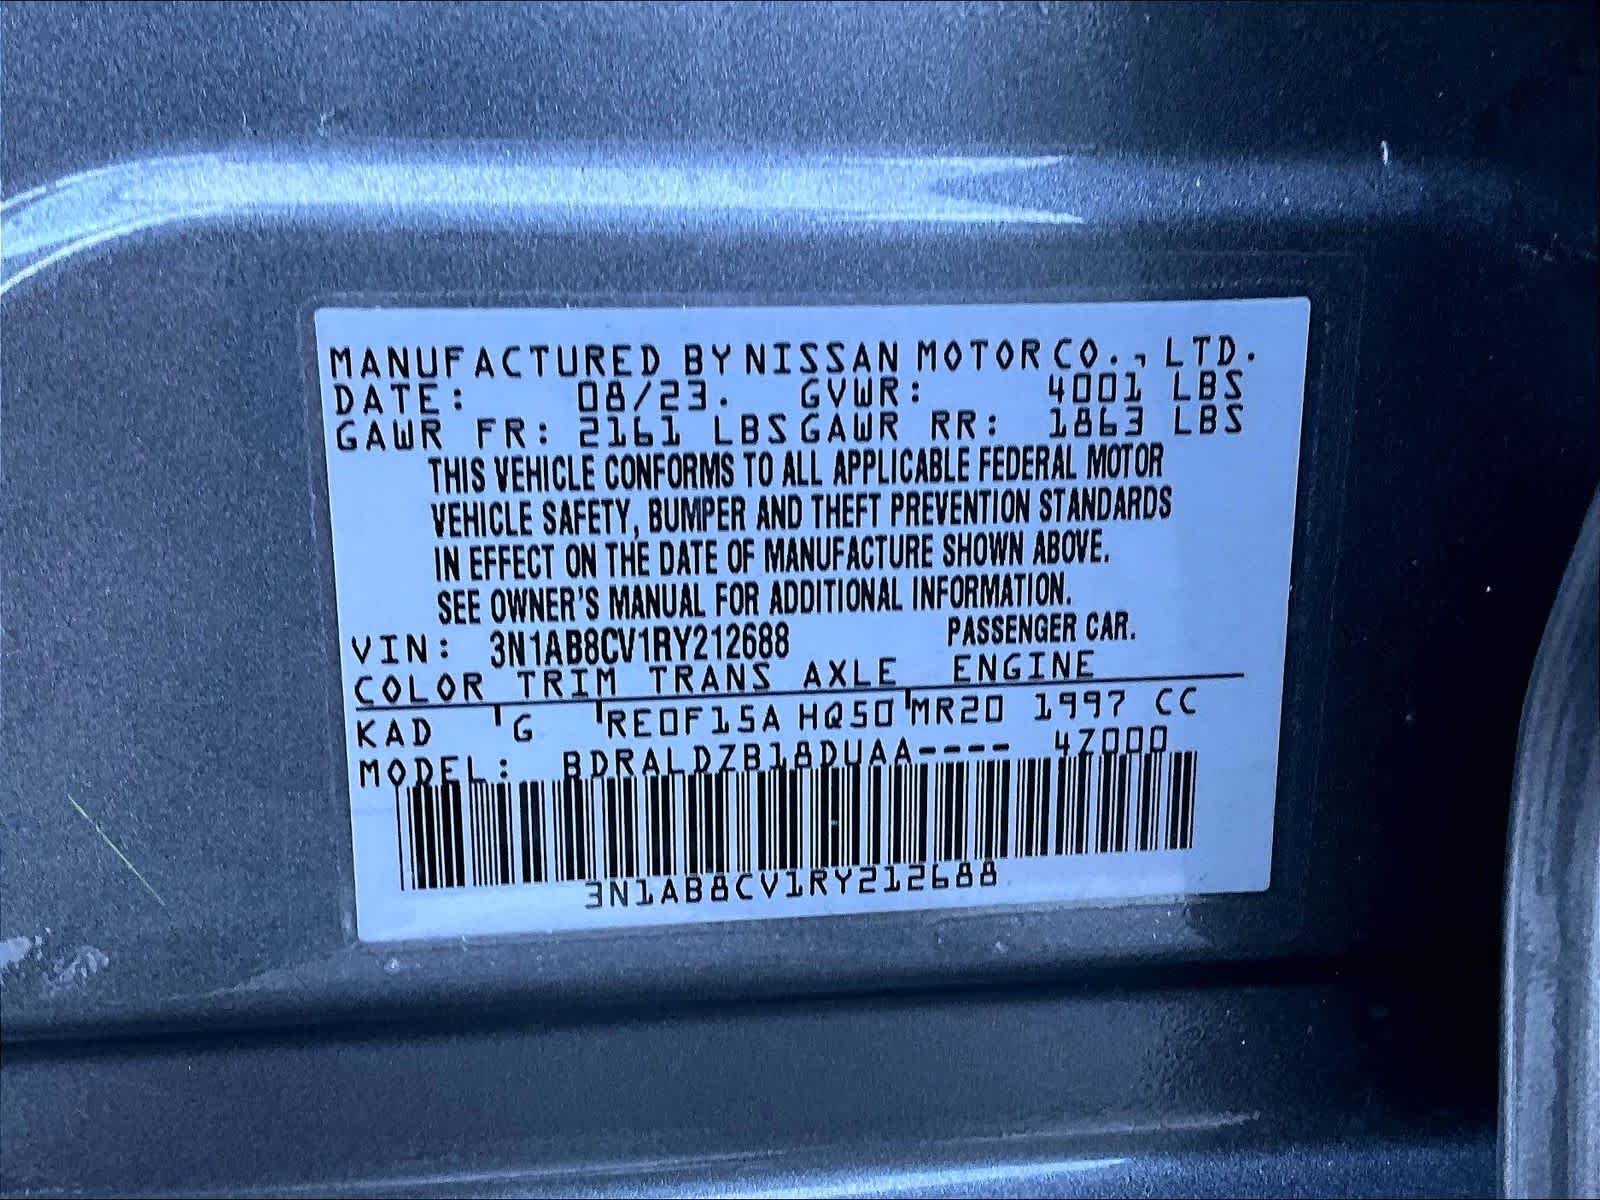 MANUFACTURED BY NISSAN MOTOR CO., LTD.
DATE: 08/23. GVWR: 4001 LBS
GAWR FR: 2161 LBS GAWR RR: 1863 LBS
THIS VEHICLE CONFORMS TO ALL APPLICABLE FEDERAL MOTOR
VEHICLE SAFETY, BUMPER AND THEFT PREVENTION STANDARDS
IN EFFECT ON THE DATE OF MANUFACTURE SHOWN ABOVE.
SEE OWNER'S MANUAL FOR ADDITIONAL INFORMATION.
VIN: 3N1AB8CV1RY212688 PASSENGER CAR.
COLOR TRIM TRANS AXLE ENGINE
KAD G RE0F15A HQ50 MR20 1997 CC
MODEL: BDRALDZB18DUAA---- 4Z000
3N1AB8CV1RY212688